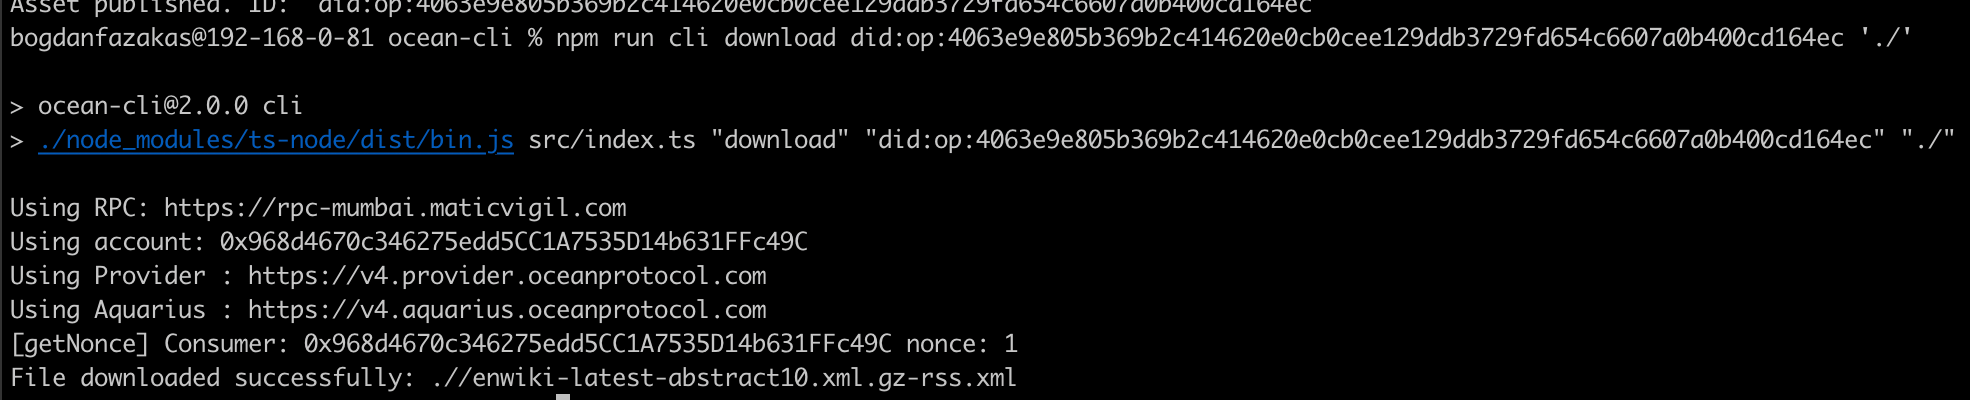 Asset published. ID: did:op:4063e9e805b369b2c414620e0cb0cee129ddb3729fd654c6607a0b400cd164ec
bogdanfazakas@192-168-0-81 ocean-cli % npm run cli download did:op:4063e9e805b369b2c414620e0cb0cee129ddb3729fd654c6607a0b400cd164ec './'
> ocean-cli@2.0.0 cli
> ./node_modules/ts-node/dist/bin.js src/index.ts "download" "did:op:4063e9e805b369b2c414620e0cb0cee129ddb3729fd654c6607a0b400cd164ec" "./"
Using RPC: https://rpc-mumbai.maticvigil.com
Using account: 0x968d4670c346275edd5CC1A7535D14b631FFc49C
Using Provider : https://v4.provider.oceanprotocol.com
Using Aquarius : https://v4.aquarius.oceanprotocol.com
[getNonce] Consumer: 0x968d4670c346275edd5CC1A7535D14b631FFc49C nonce: 1
File downloaded successfully: .//enwiki-latest-abstract10.xml.gz-rss.xml